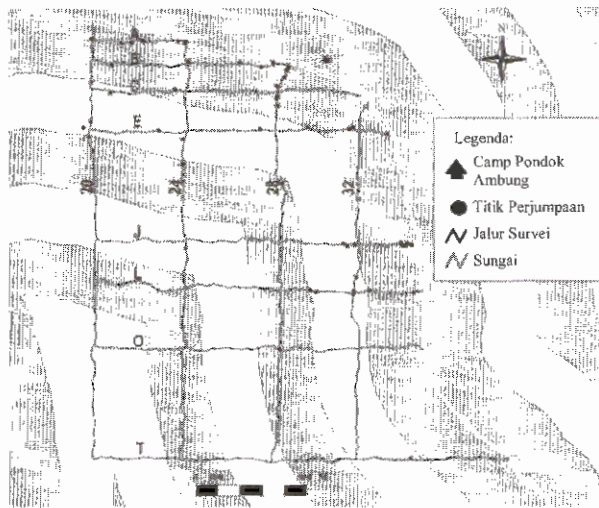 N
E
20
24
28
32
J
L
O
T
Legenda:
Camp Pondok
Ambung
Titik Perjumpaan
Jalur Survei
Sungai